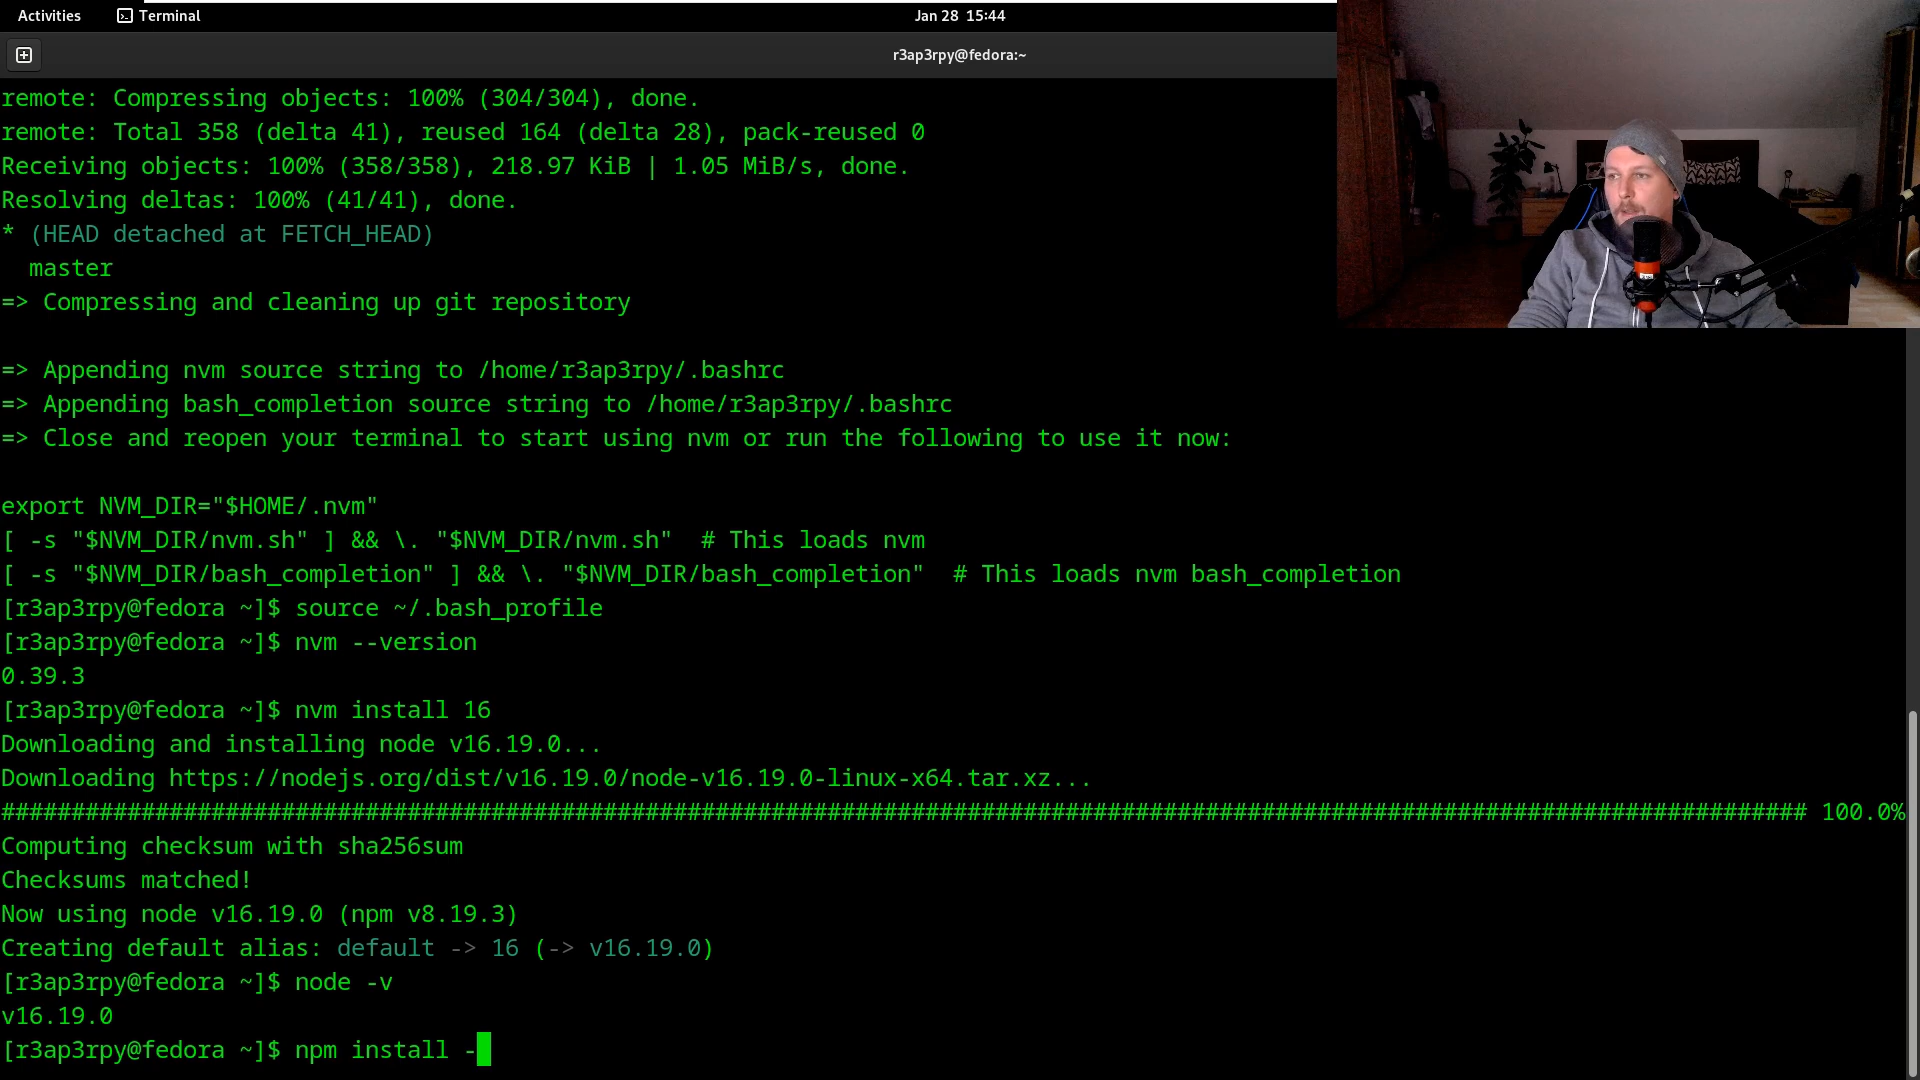 Activities
Terminal
Jan 28 15:44
r3ap3rpy@fedora:~
remote: Compressing objects: 100% (304/304), done.
remote: Total 358 (delta 41), reused 164 (delta 28), pack-reused 0
Receiving objects: 100% (358/358), 218.97 KiB | 1.05 MiB/s, done.
Resolving deltas: 100% (41/41), done.
* (HEAD detached at FETCH_HEAD)
  master
=> Compressing and cleaning up git repository

=> Appending nvm source string to /home/r3ap3rpy/.bashrc
=> Appending bash_completion source string to /home/r3ap3rpy/.bashrc
=> Close and reopen your terminal to start using nvm or run the following to use it now:

export NVM_DIR="$HOME/.nvm"
[ -s "$NVM_DIR/nvm.sh" ] && \. "$NVM_DIR/nvm.sh"  # This loads nvm
[ -s "$NVM_DIR/bash_completion" ] && \. "$NVM_DIR/bash_completion"  # This loads nvm bash_completion
[r3ap3rpy@fedora ~]$ source ~/.bash_profile
[r3ap3rpy@fedora ~]$ nvm --version
0.39.3
[r3ap3rpy@fedora ~]$ nvm install 16
Downloading and installing node v16.19.0...
Downloading https://nodejs.org/dist/v16.19.0/node-v16.19.0-linux-x64.tar.xz...
################################################################################################################################# 100.0%
Computing checksum with sha256sum
Checksums matched!
Now using node v16.19.0 (npm v8.19.3)
Creating default alias: default -> 16 (-> v16.19.0)
[r3ap3rpy@fedora ~]$ node -v
v16.19.0
[r3ap3rpy@fedora ~]$ npm install -